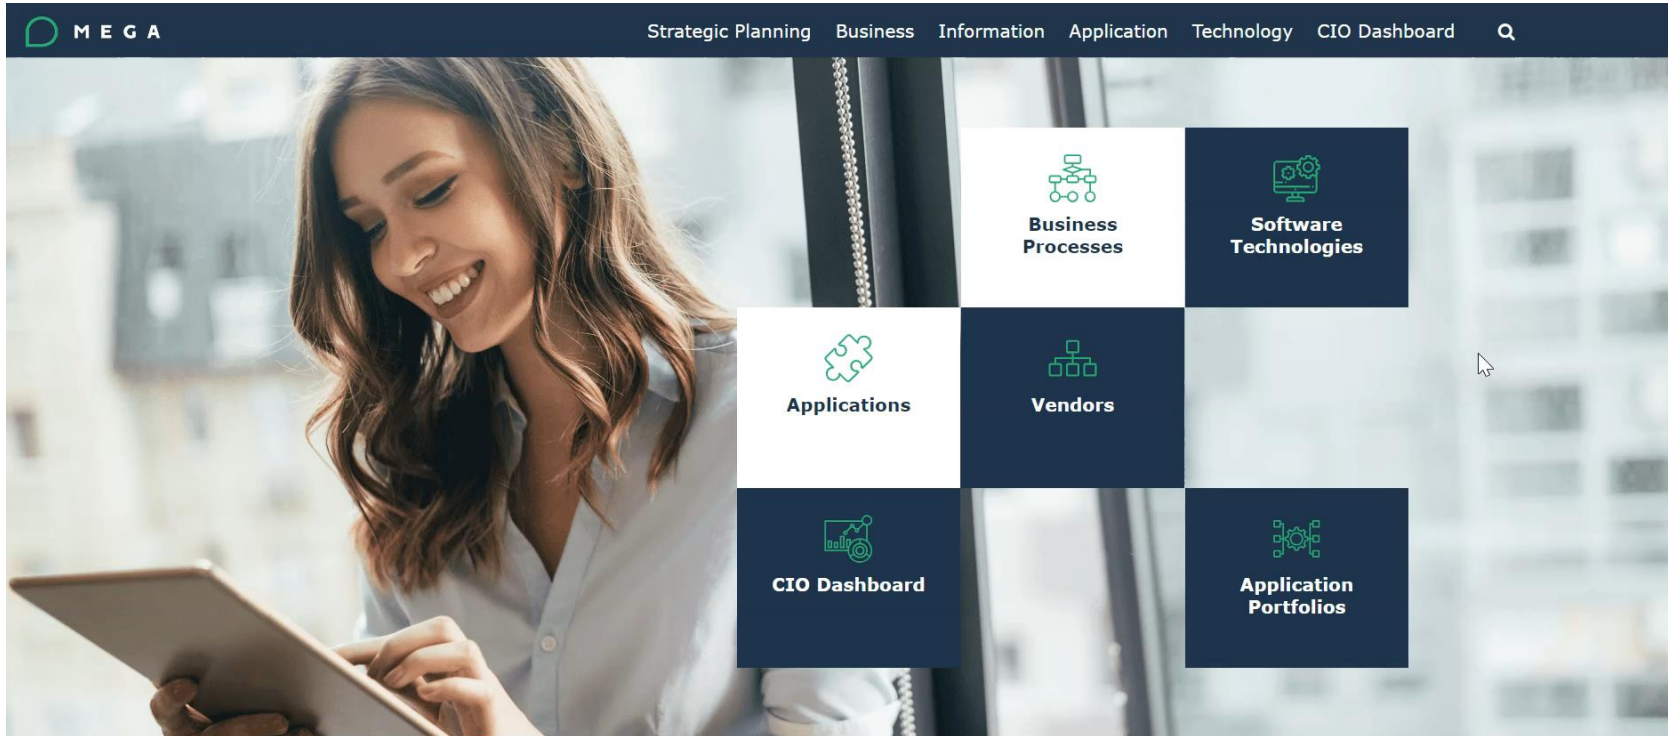 MEGA
Strategic Planning Business Information Application Technology CIO Dashboard
Business
Processes
Software
Technologies
Applications
Vendors
CIO Dashboard
Application
Portfolios